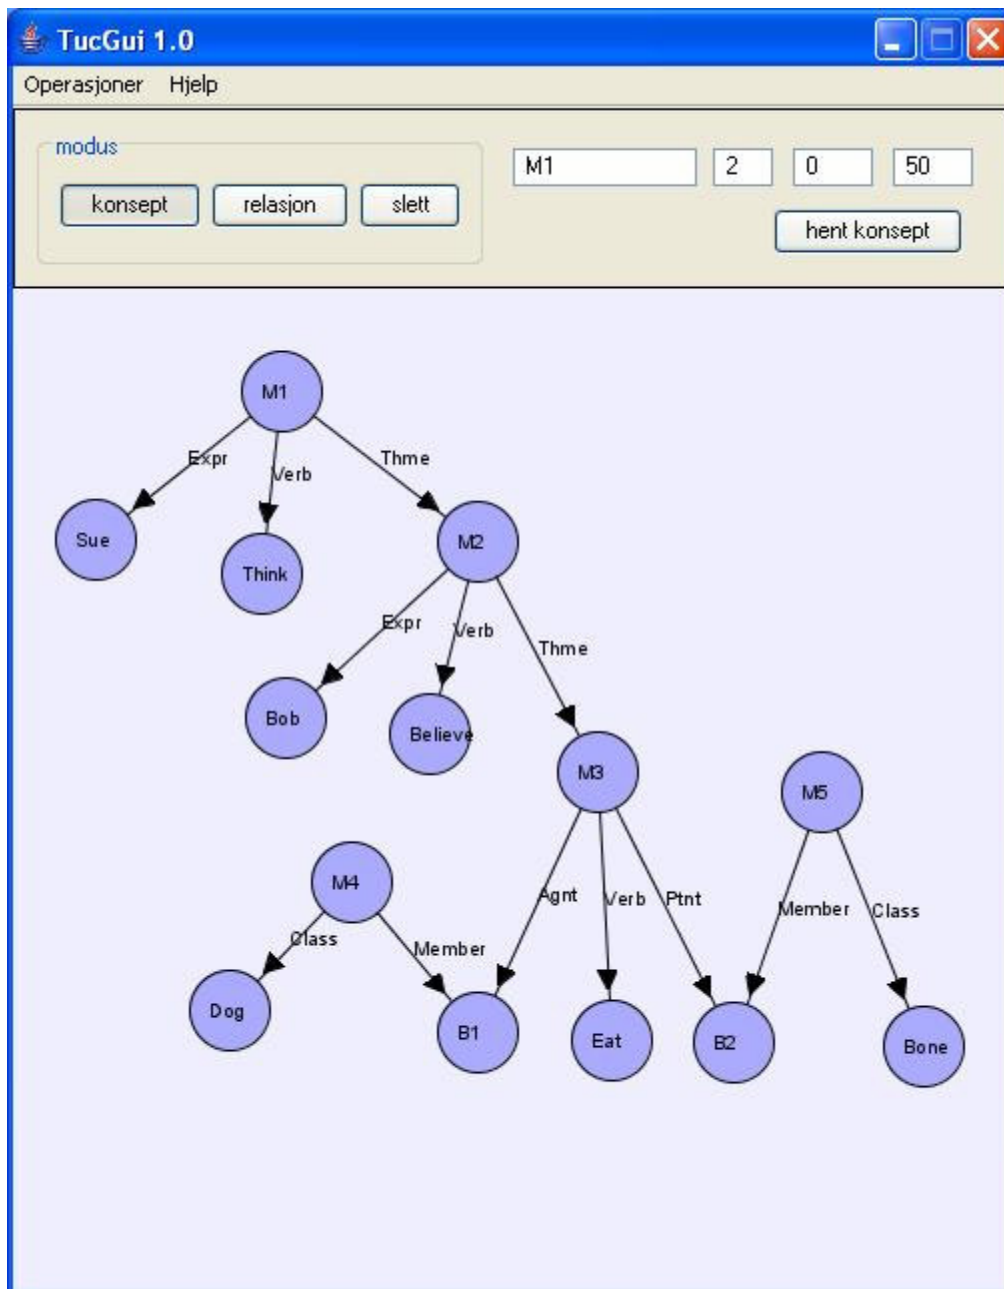 TucGui 1.0
Operasjoner Hjelp
modus
konsept relasjon slett
M1 2 0 50
hent konsept
M1
Expr Verb Thme
Sue Think M2
Expr Verb Thme
Bob Believe
M3 M5
M4
Agnt Verb Ptnt Member Class
Class Member
Dog B1 Eat B2 Bone